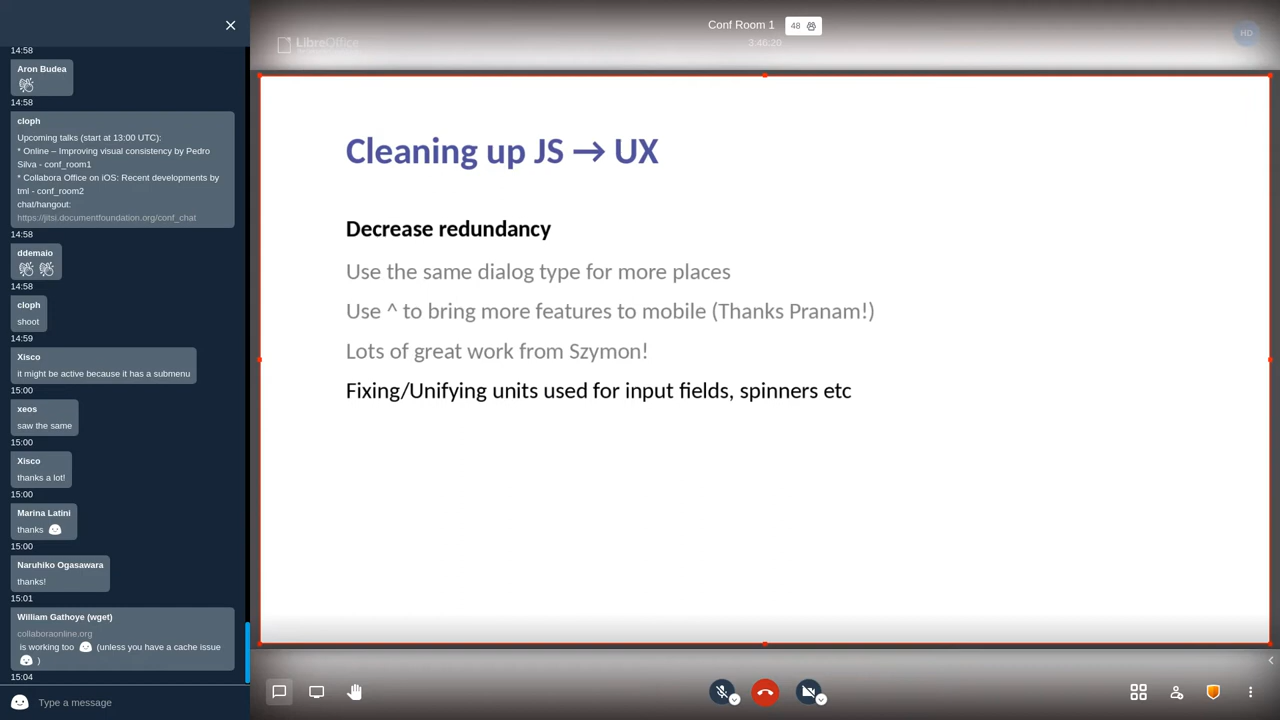 14:58
Aron Budea
14:58
cloph
Upcoming talks (start at 13:00 UTC):
* Online – Improving visual consistency by Pedro
Silva - conf_room1
* Collabora Office on iOS: Recent developments by
tml - conf_room2
chat/hangout:
https://jitsi.documentfoundation.org/conf_chat
14:58
ddemaio
14:58
cloph
shoot
14:59
Xisco
it might be active because it has a submenu
15:00
xeos
saw the same
15:00
Xisco
thanks a lot!
15:00
Marina Latini
thanks
15:00
Naruhiko Ogasawara
thanks!
15:01
William Gathoye (wget)
collaboraonline.org
is working too (unless you have a cache issue
)
15:04
Type a message
LibreOffice
Conf Room 1
48
3:46:20
HD
Cleaning up JS → UX
Decrease redundancy
Use the same dialog type for more places
Use ^ to bring more features to mobile (Thanks Pranam!)
Lots of great work from Szymon!
Fixing/Unifying units used for input fields, spinners etc